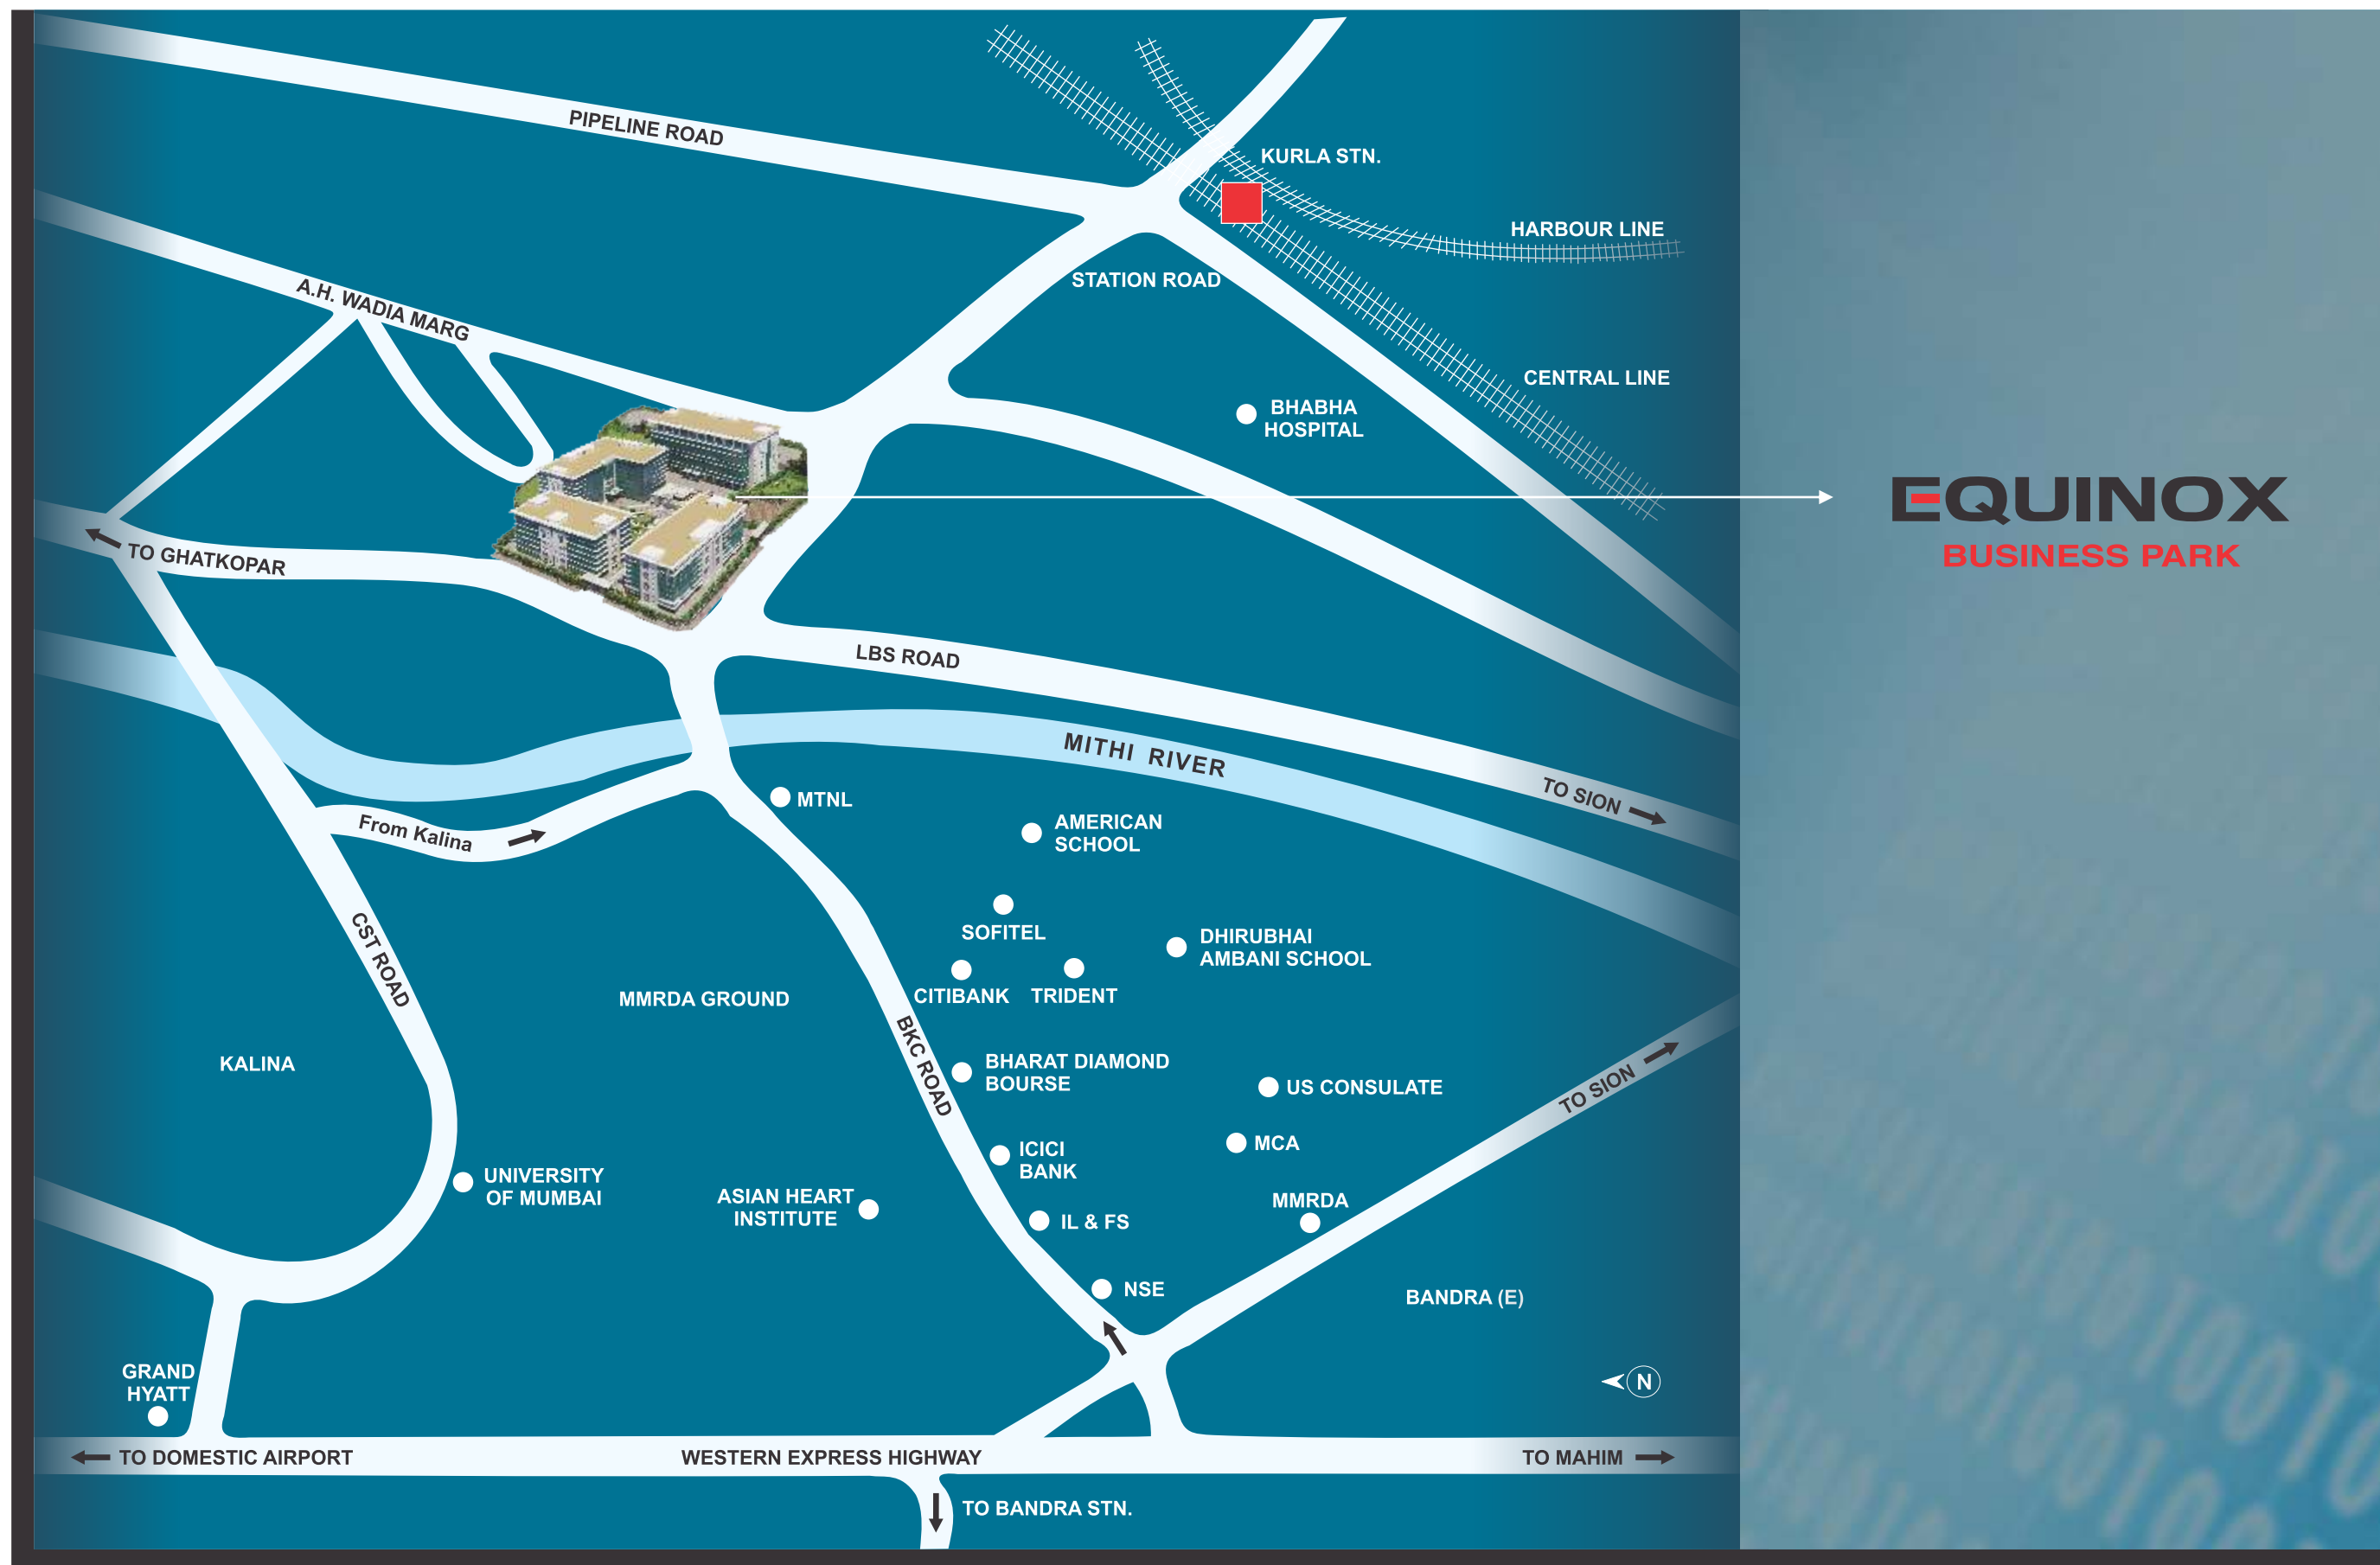 PIPELINE ROAD
KURLA STN.
HARBOUR LINE
STATION ROAD
A.H. WADIA MARG
CENTRAL LINE
BHABHA
HOSPITAL
EQUINOX
BUSINESS PARK
TO GHATKOPAR
LBS ROAD
MITHI RIVER
TO SION
MTNL
From Kalina
AMERICAN
SCHOOL
SOFITEL
DHIRUBHAI
AMBANI SCHOOL
CST ROAD
MMRDA GROUND
CITIBANK
TRIDENT
BKC ROAD
KALINA
BHARAT DIAMOND
BOURSE
US CONSULATE
TO SION
MCA
ICICI
BANK
UNIVERSITY
OF MUMBAI
ASIAN HEART
INSTITUTE
MMRDA
IL & FS
NSE
BANDRA (E)
GRAND
HYATT
N
TO DOMESTIC AIRPORT
WESTERN EXPRESS HIGHWAY
TO MAHIM
TO BANDRA STN.